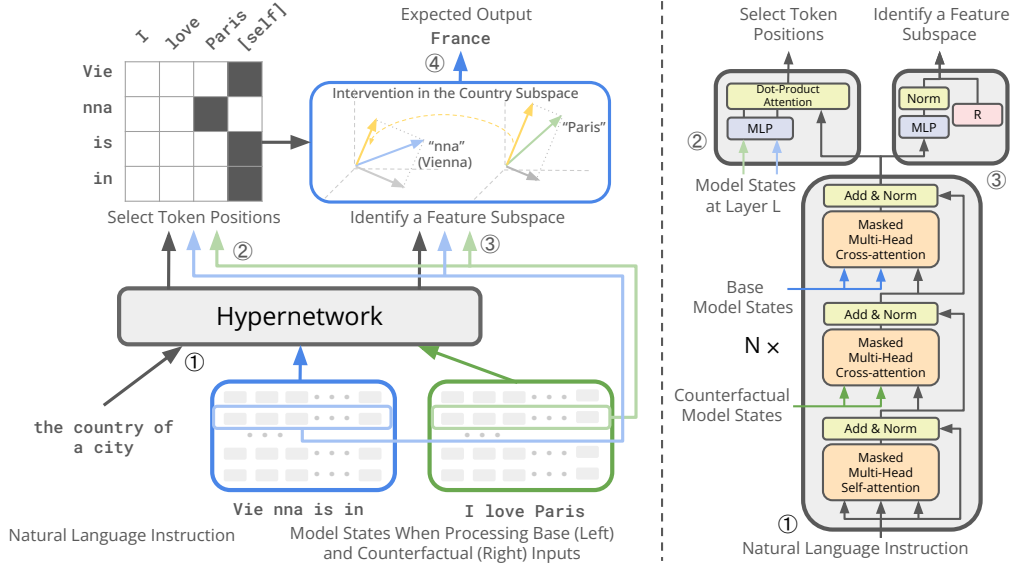 I
love
Paris
[self]
Vie
nna
is
in
Select Token Positions
②
Expected Output
France
④
Intervention in the Country Subspace
"nna"
(Vienna)
"Paris"
Identify a Feature Subspace
③
Hypernetwork
①
the country of
a city
Vie nna is in
I love Paris
Natural Language Instruction
Model States When Processing Base (Left)
and Counterfactual (Right) Inputs
Select Token
Positions
Identify a Feature
Subspace
Dot-Product
Attention
MLP
②
Model States
at Layer L
Norm
MLP
R
③
Add & Norm
Masked
Multi-Head
Cross-attention
Base
Model States
Add & Norm
N ×
Masked
Multi-Head
Cross-attention
Counterfactual
Model States
Add & Norm
Masked
Multi-Head
Self-attention
①
Natural Language Instruction